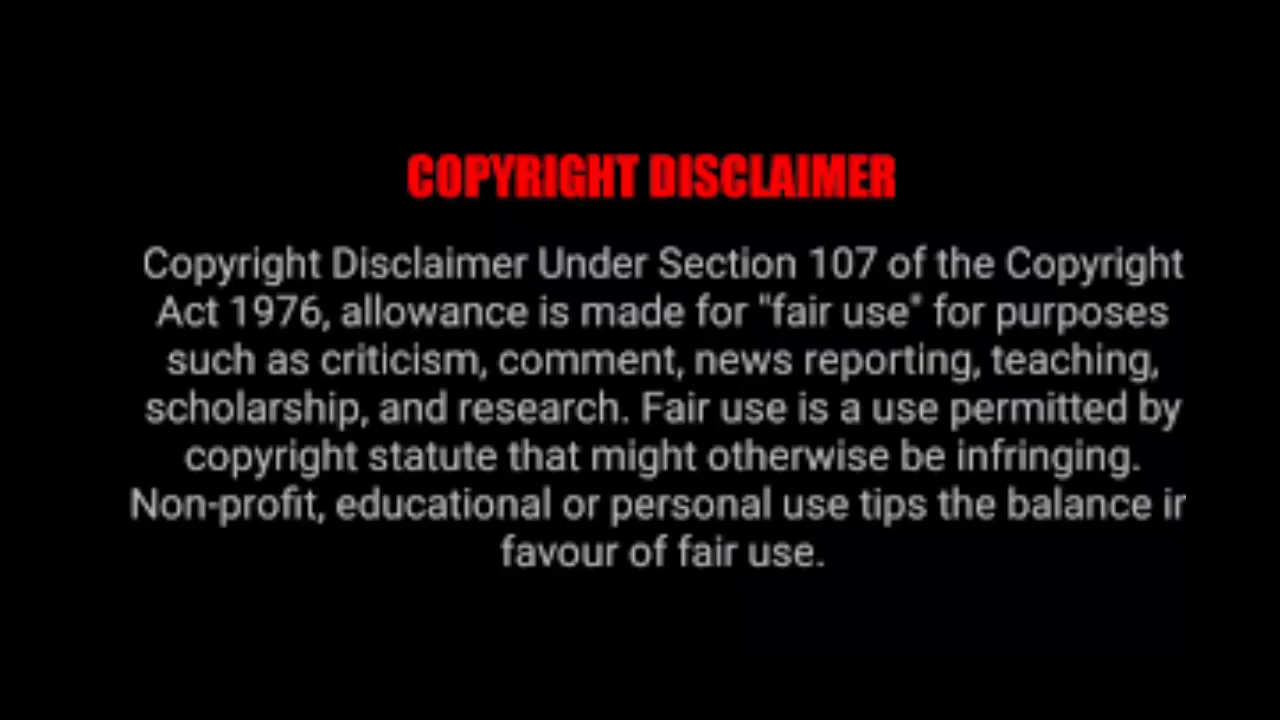 COPYRIGHT DISCLAIMER
Copyright Disclaimer Under Section 107 of the Copyright
Act 1976, allowance is made for "fair use" for purposes
such as criticism, comment, news reporting, teaching,
scholarship, and research. Fair use is a use permitted by
copyright statute that might otherwise be infringing.
Non-profit, educational or personal use tips the balance
favour of fair use.